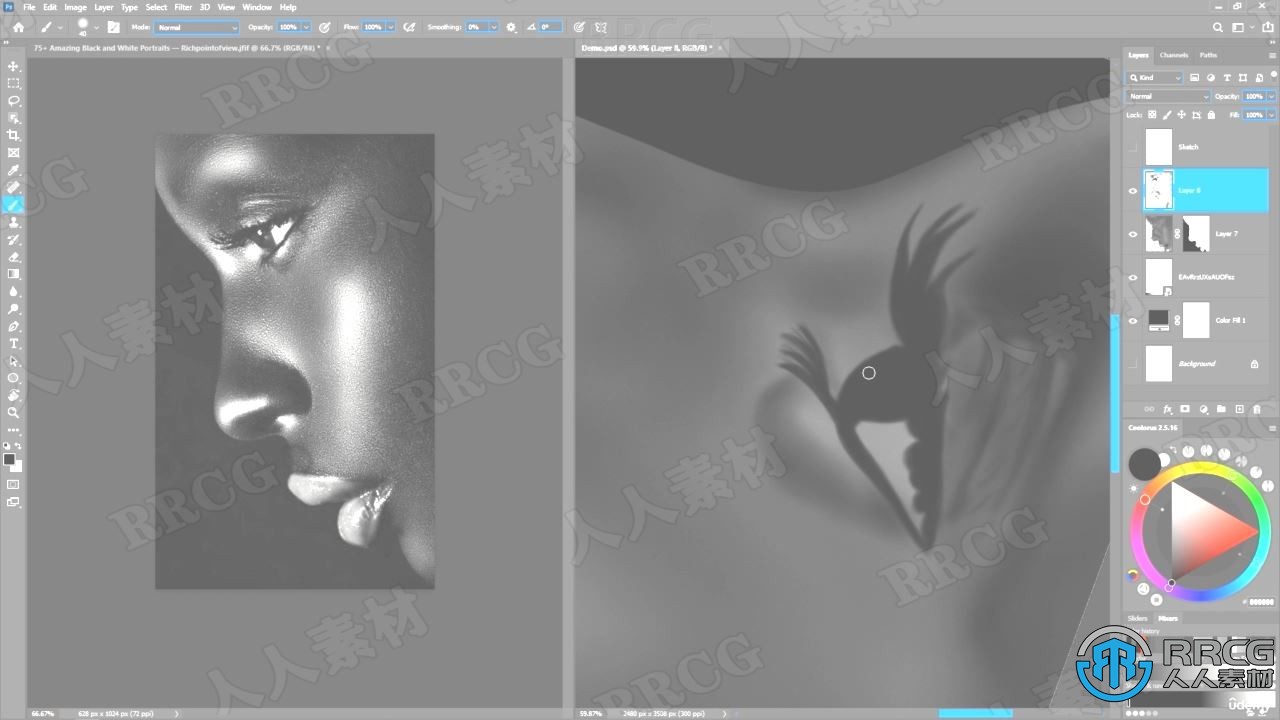 File Edit Image Layer Type Select Filter 3D View Window Help
40 Mode: Normal Opacity: 100% Flow: 100% Smoothing: 0% 0°
75+ Amazing Black and White Portraits — Richpointofview.jfif @ 66.7% (RGB/8#) * ×
Demo.psd @ 59.9% (Layer 8, RGB/8) * ×
Layers Channels Paths
Kind
Normal Opacity: 100%
Lock: Fill: 100%
Sketch
Layer 8
Layer 7
Color Fill 1
Background
Coolorus 2.5.16
Sliders Mixers
history
66.67% 628 px x 1024 px (72 ppi)
59.87% 2480 px x 3508 px (300 ppi)
RRCG
人人素材
ûdemy